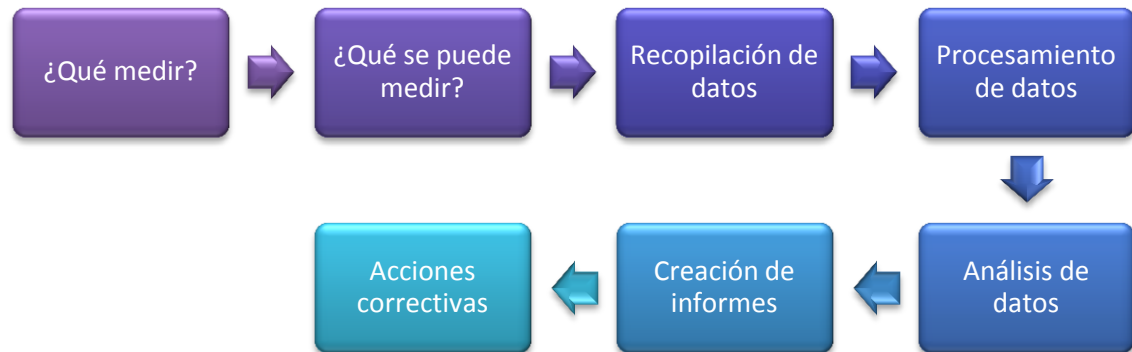 ¿Qué medir?
¿Qué se puede
medir?
Recopilación de
datos
Procesamiento
de datos
Análisis de
datos
Creación de
informes
Acciones
correctivas